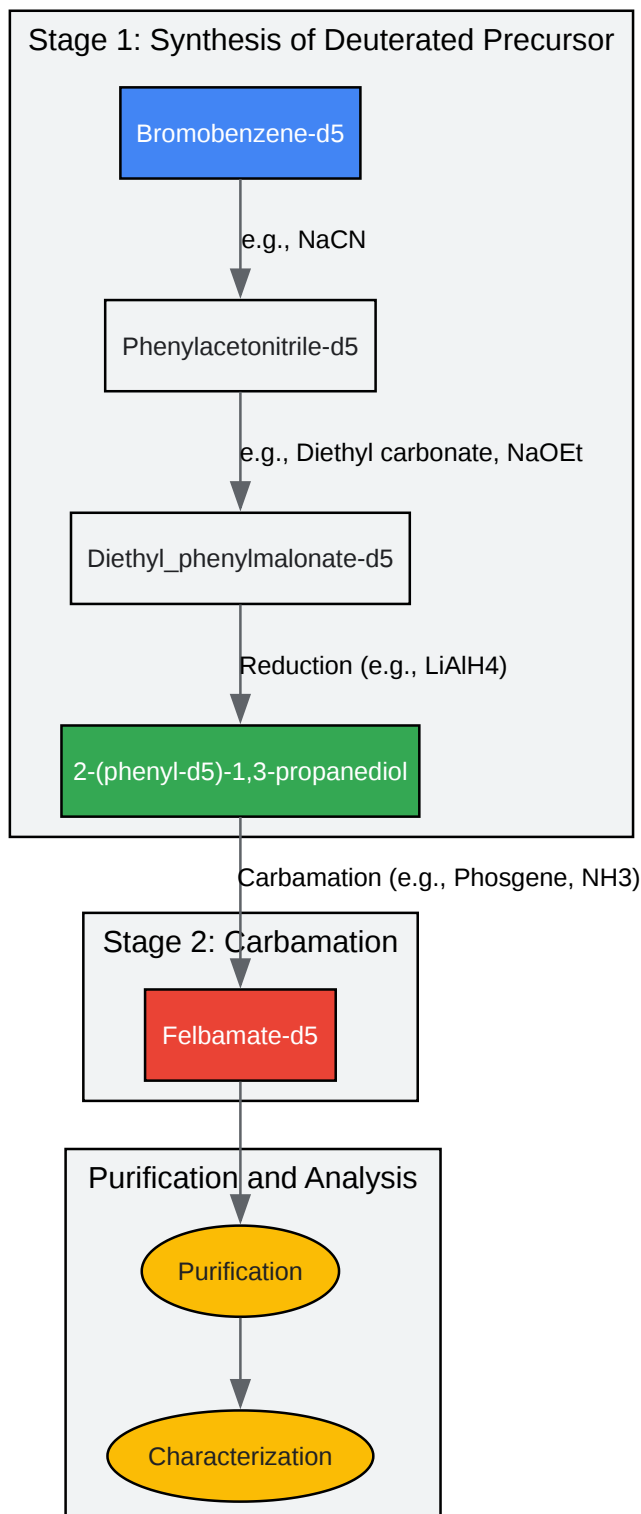 Stage 1: Synthesis of Deuterated Precursor
Bromobenzene-d5
e.g., NaCN
Phenylacetonitrile-d5
e.g., Diethyl carbonate, NaOEt
Diethyl_phenylmalonate-d5
Reduction (e.g., LiAlH4)
2-(phenyl-d5)-1,3-propanediol
Carbamation (e.g., Phosgene, NH3)
Stage 2: Carbamation
Felbamate-d5
Purification and Analysis
Purification
Characterization